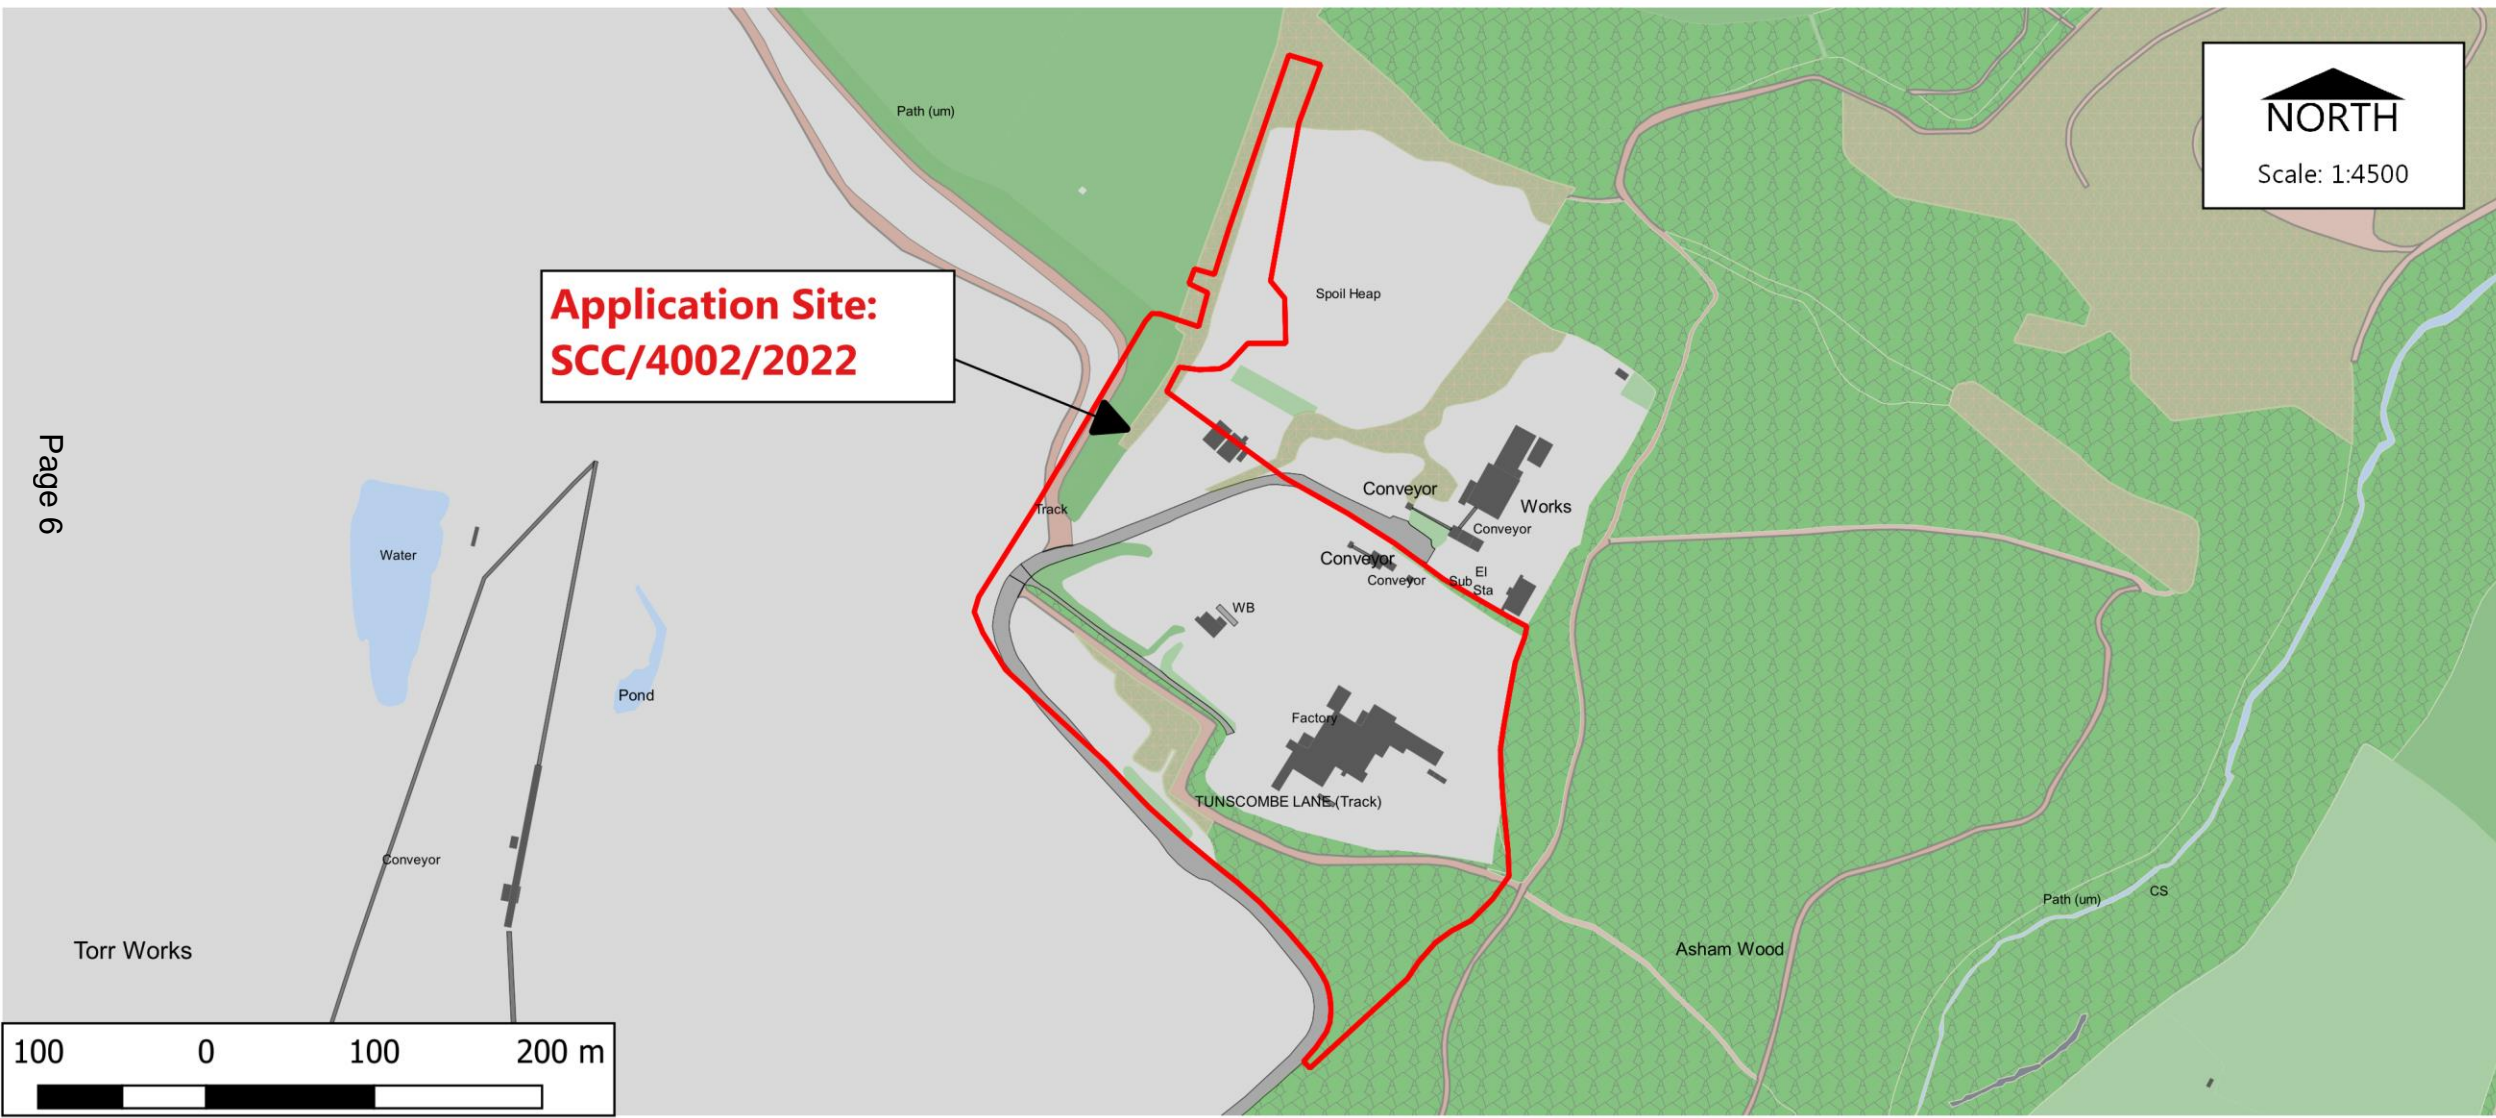 NORTH
Scale: 1:4500
Path (um)
Application Site:
SCC/4002/2022
Spoil Heap
Page 6
Track
Water
Pond
Conveyor
Works
Conveyor
Conveyor
Conveyor
El
Sub
Sta
WB
Factory
TUNSCOMBE LANE (Track)
Conveyor
Torr Works
Path (um)
CS
Asham Wood
100 0 100 200 m